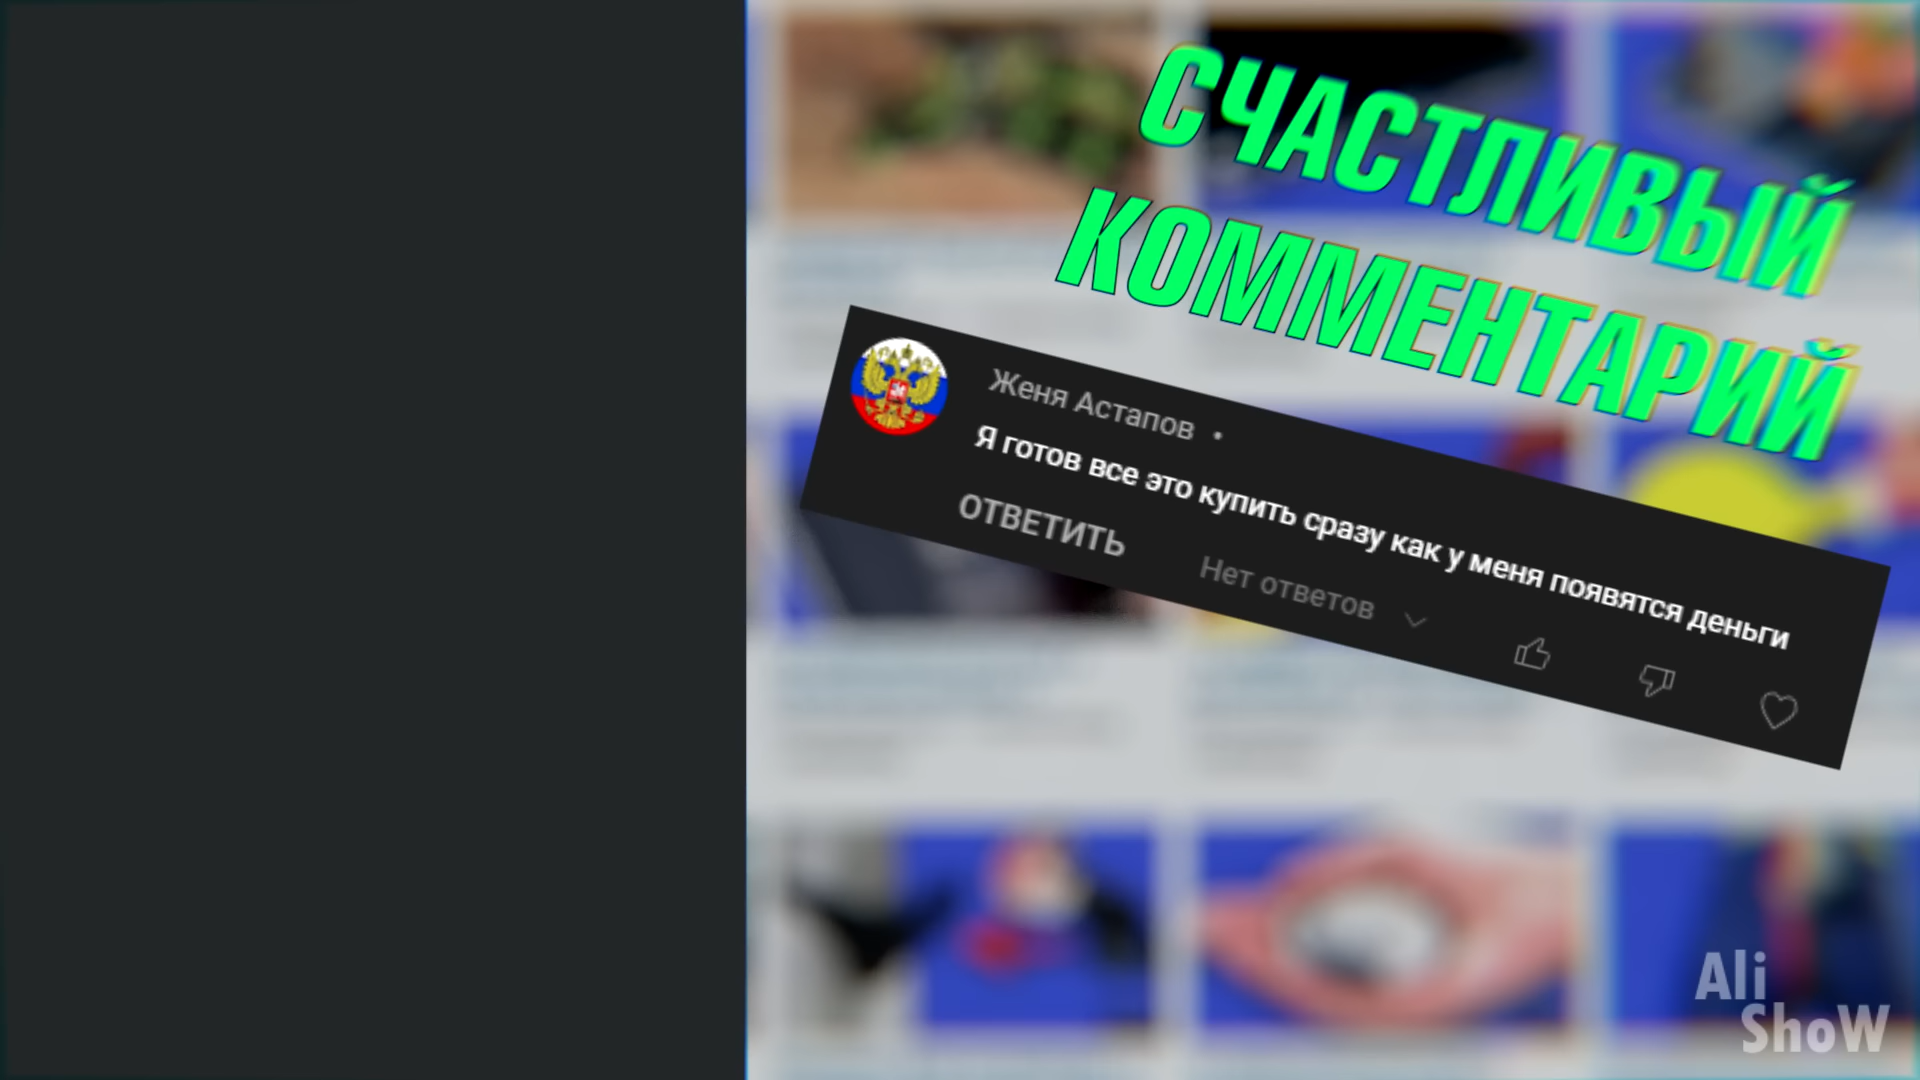 СЧАСТЛИВЫЙ
КОММЕНТАРИЙ
Женя Астапов •
Я готов все это купить сразу как у меня появятся деньги
ОТВЕТИТЬ Нет ответов
Ali
ShoW